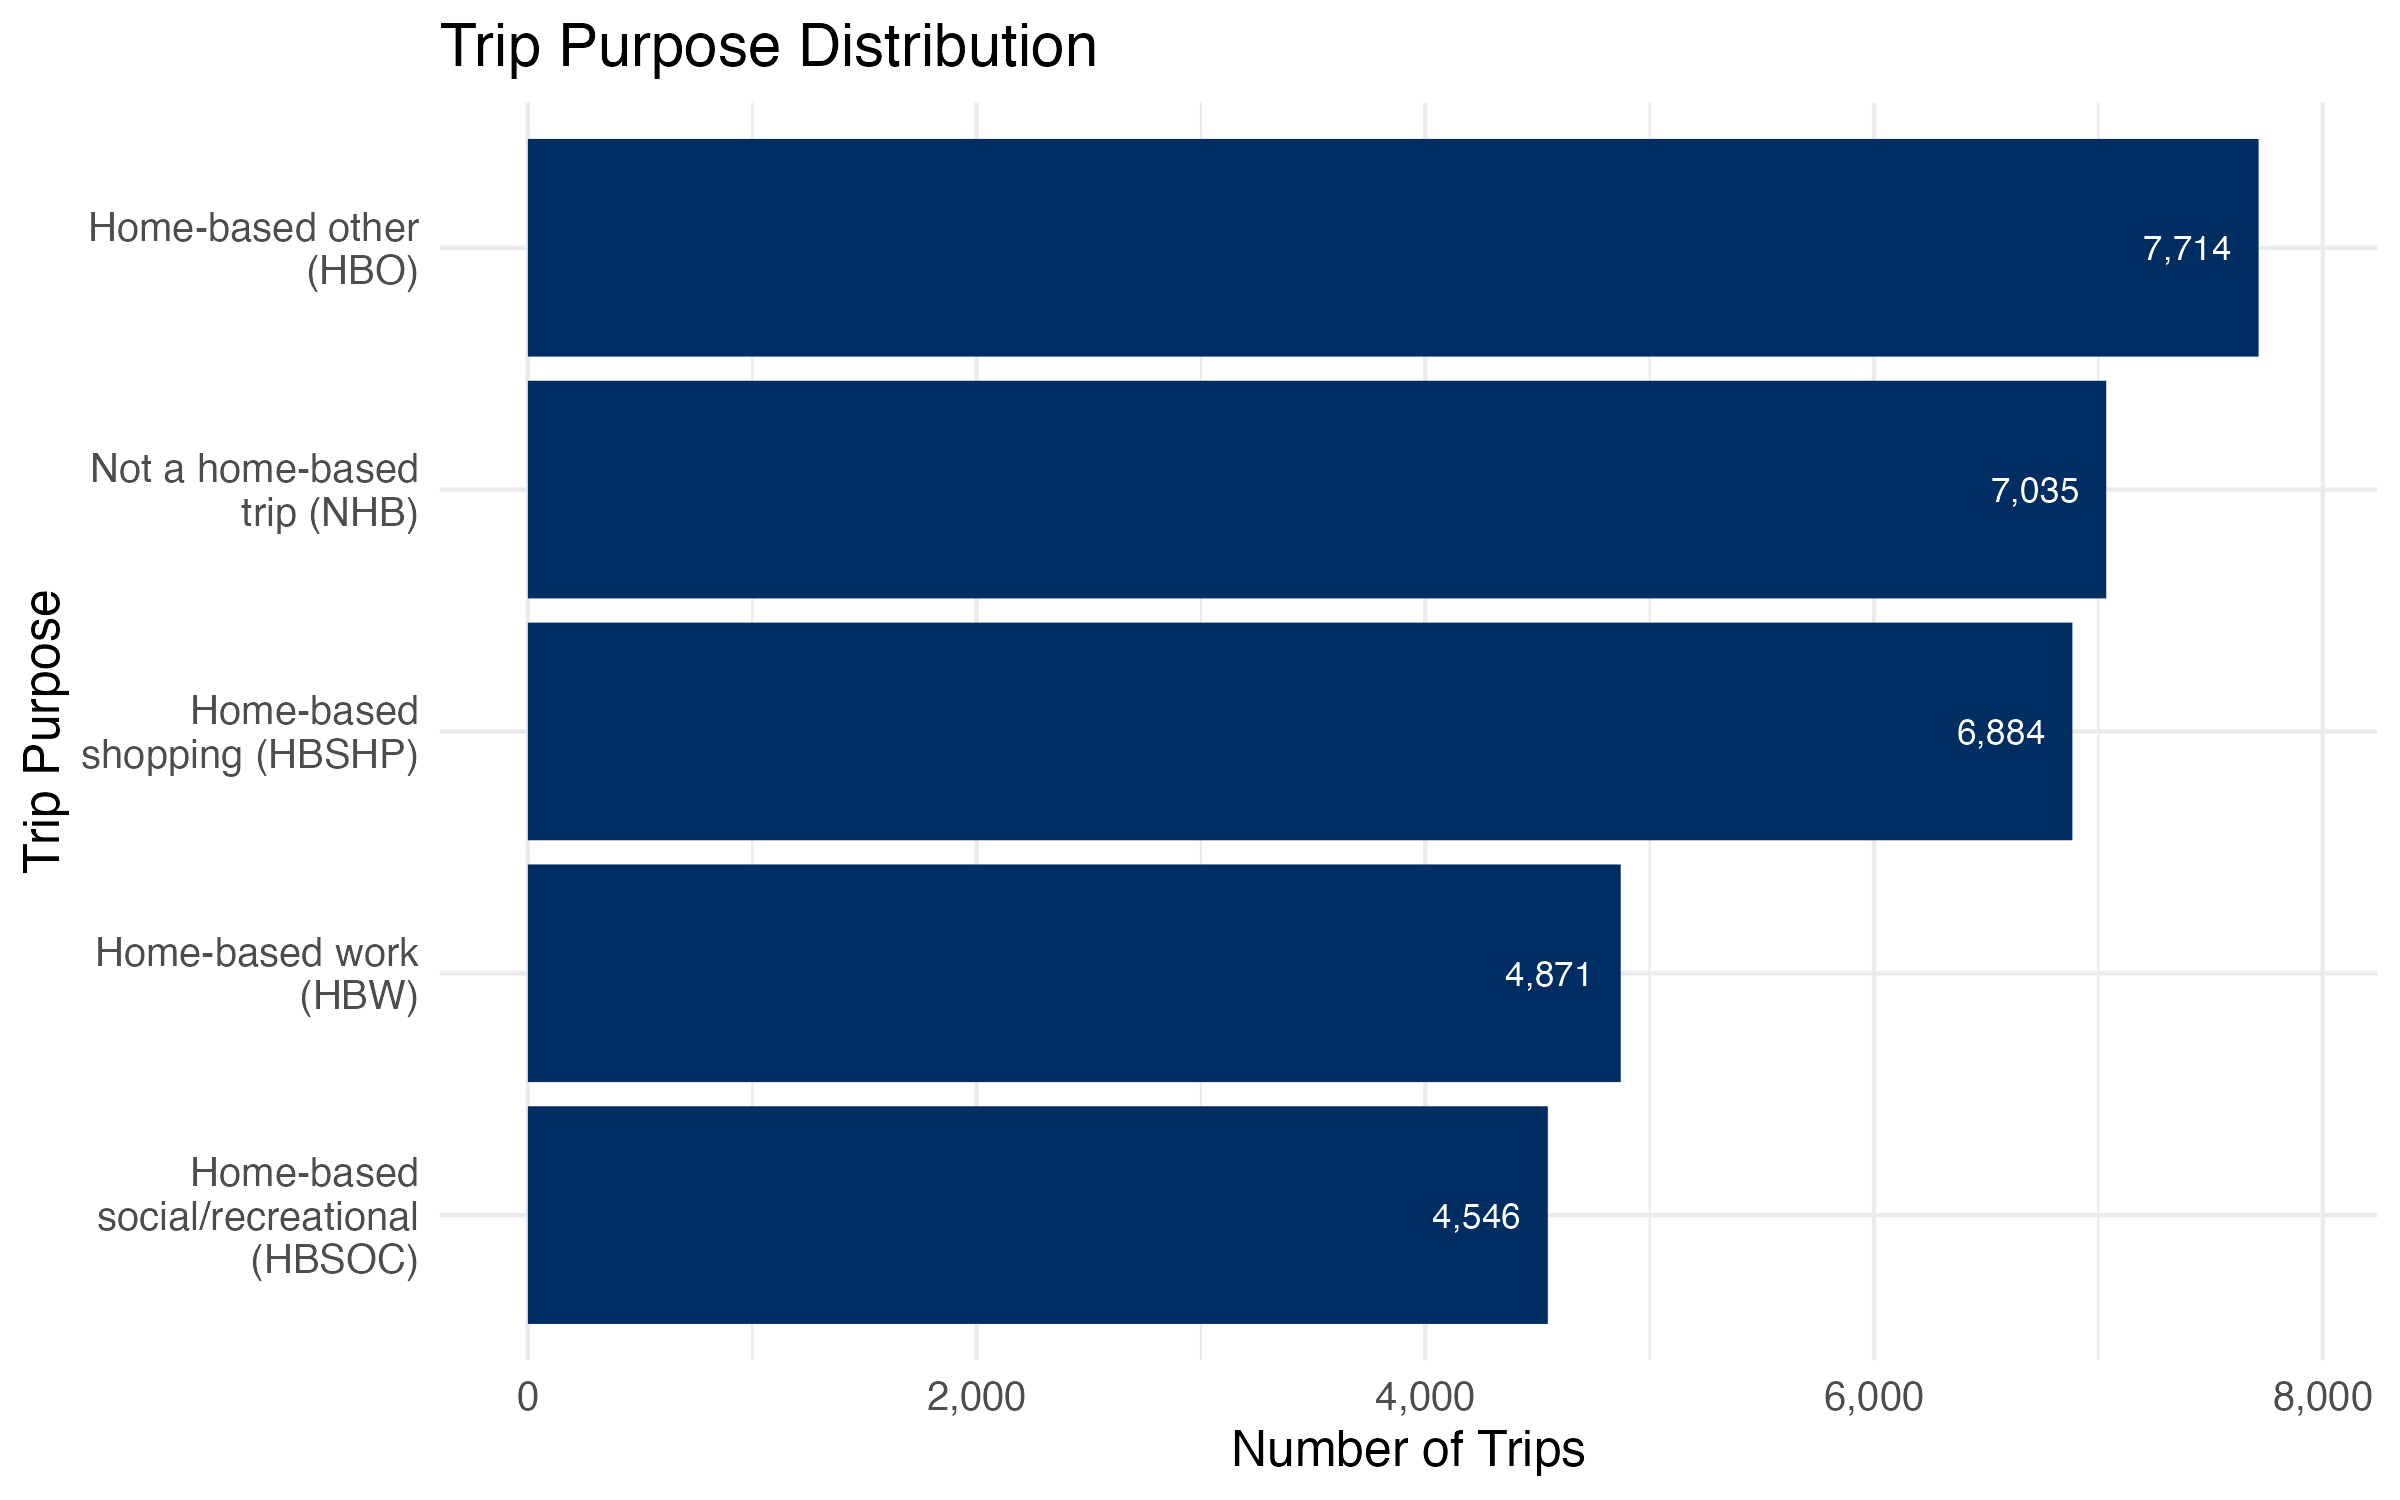 Trip Purpose Distribution
Trip Purpose
Home-based other
(HBO)
7,714
Not a home-based
trip (NHB)
7,035
Home-based
shopping (HBSHP)
6,884
Home-based work
(HBW)
4,871
Home-based
social/recreational
(HBSOC)
4,546
0 2,000 4,000 6,000 8,000
Number of Trips